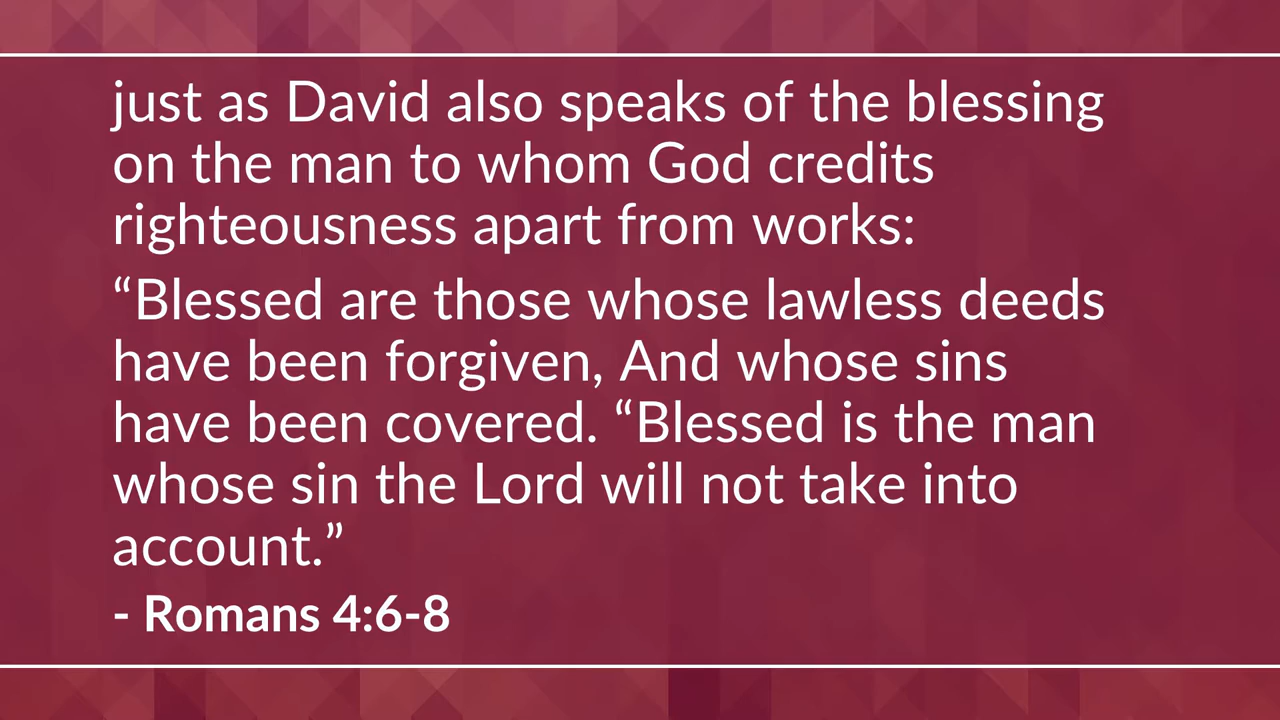 just as David also speaks of the blessing
on the man to whom God credits
righteousness apart from works:
“Blessed are those whose lawless deeds
have been forgiven, And whose sins
have been covered. “Blessed is the man
whose sin the Lord will not take into
account.”
- Romans 4:6-8